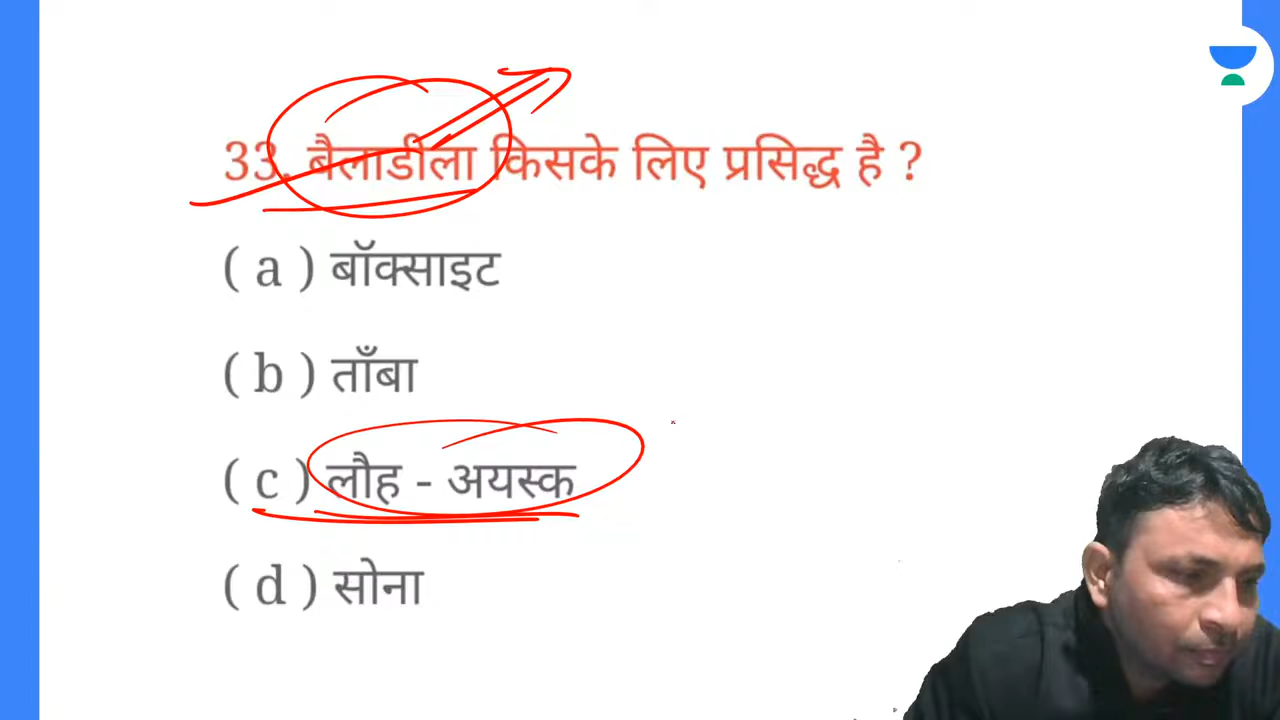 33. बैलाडीला किसके लिए प्रसिद्ध है ?
( a ) बॉक्साइट
( b ) ताँबा
( c ) लौह - अयस्क
( d ) सोना